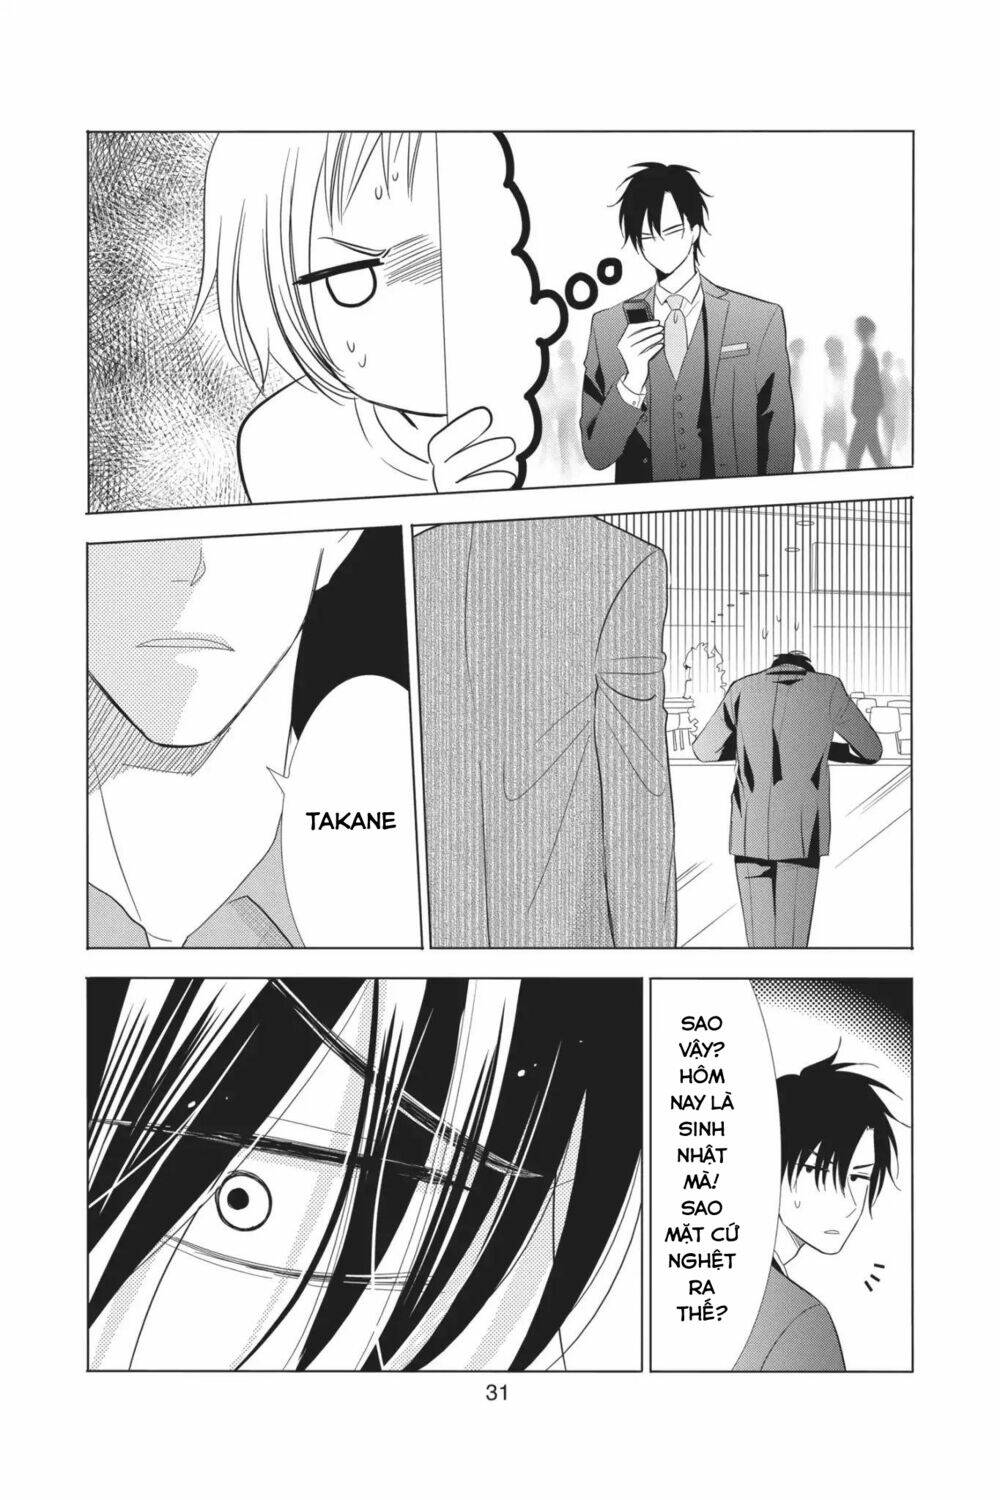 TAKANE
SAO
VẬY?
HÔM
NAY LÀ
SINH
NHẬT
MÀ!
SAO
MẶT CỨ
NGHỆT
RA
THẾ?
31